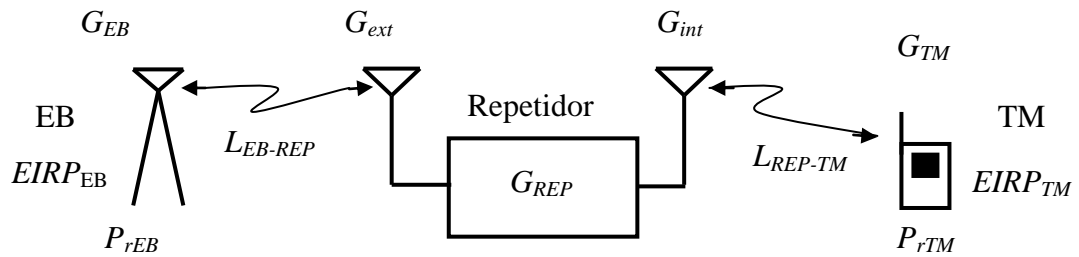 G_EB
G_ext
G_int
G_TM
Repetidor
EB
TM
L_EB-REP
L_REP-TM
EIRP_EB
G_REP
EIRP_TM
P_rEB
P_rTM